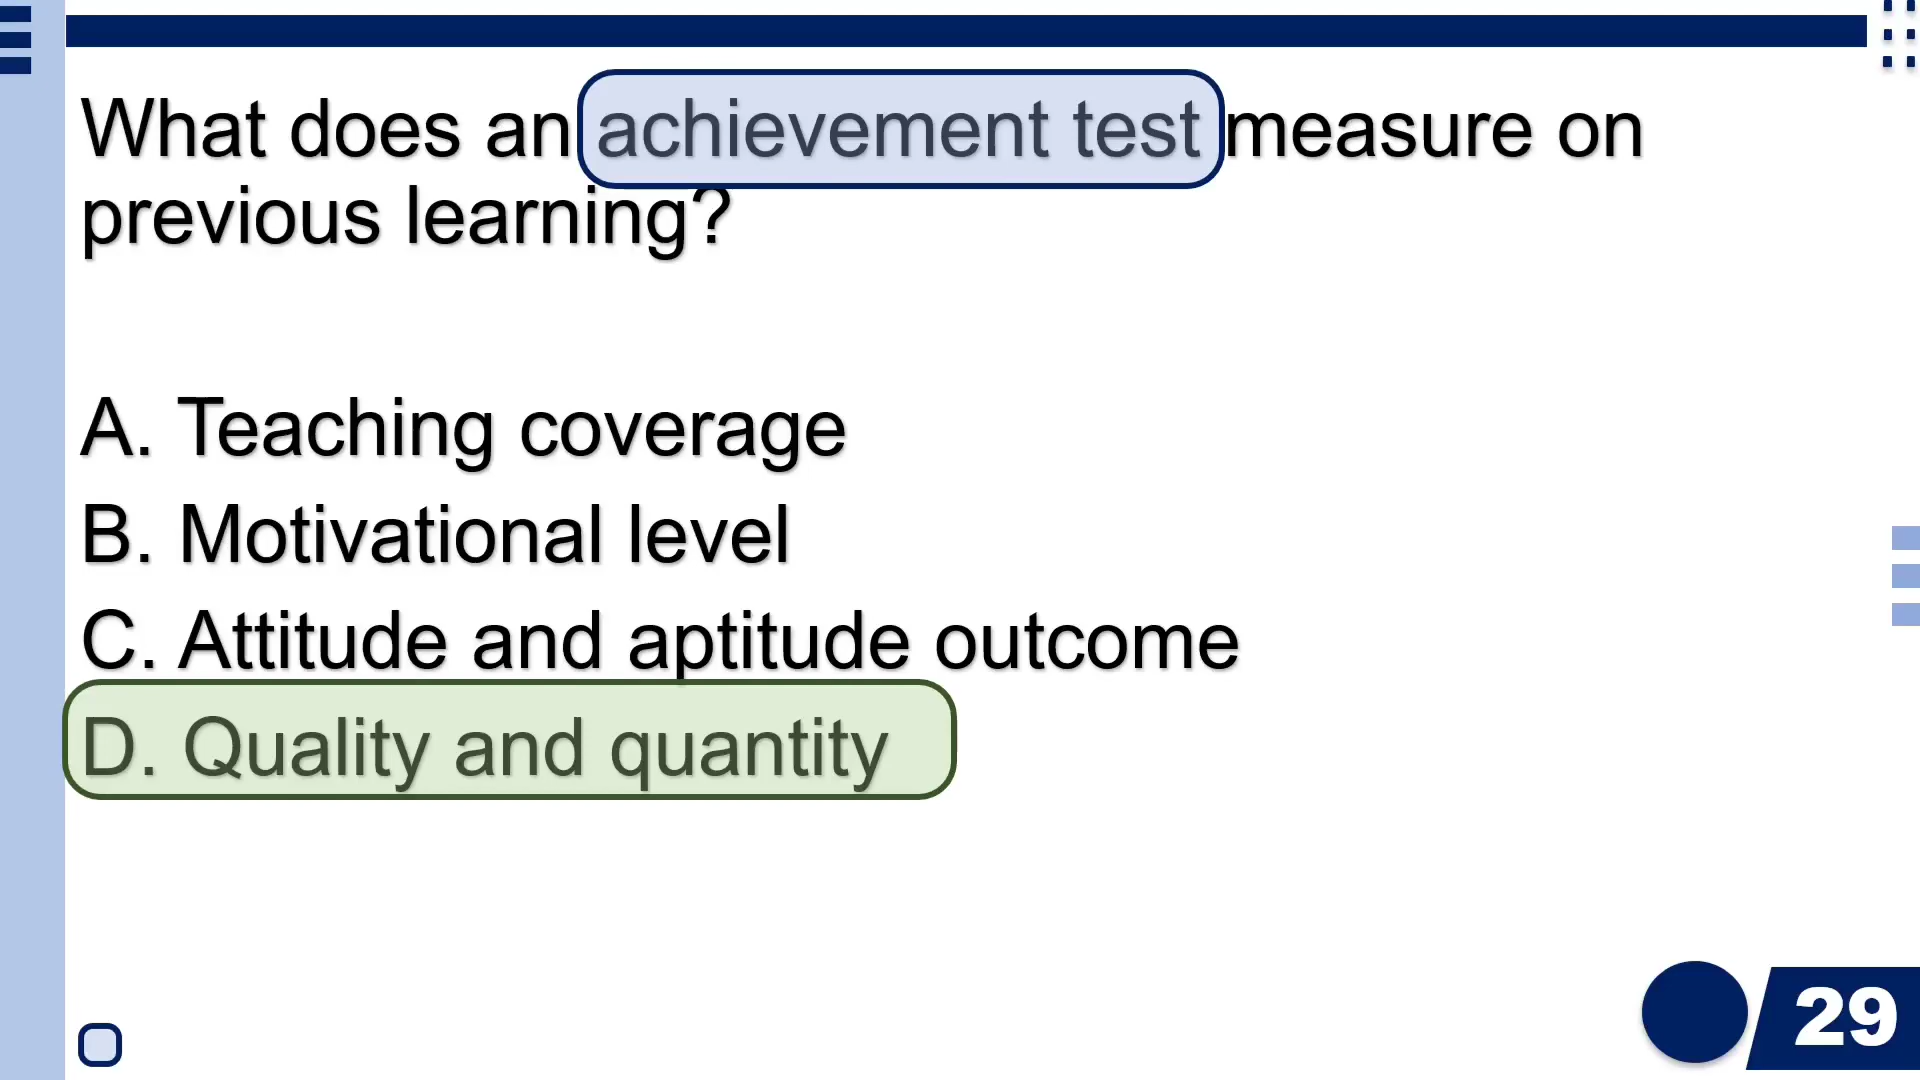 What does an achievement test measure on
previous learning?
A. Teaching coverage
B. Motivational level
C. Attitude and aptitude outcome
D. Quality and quantity
29